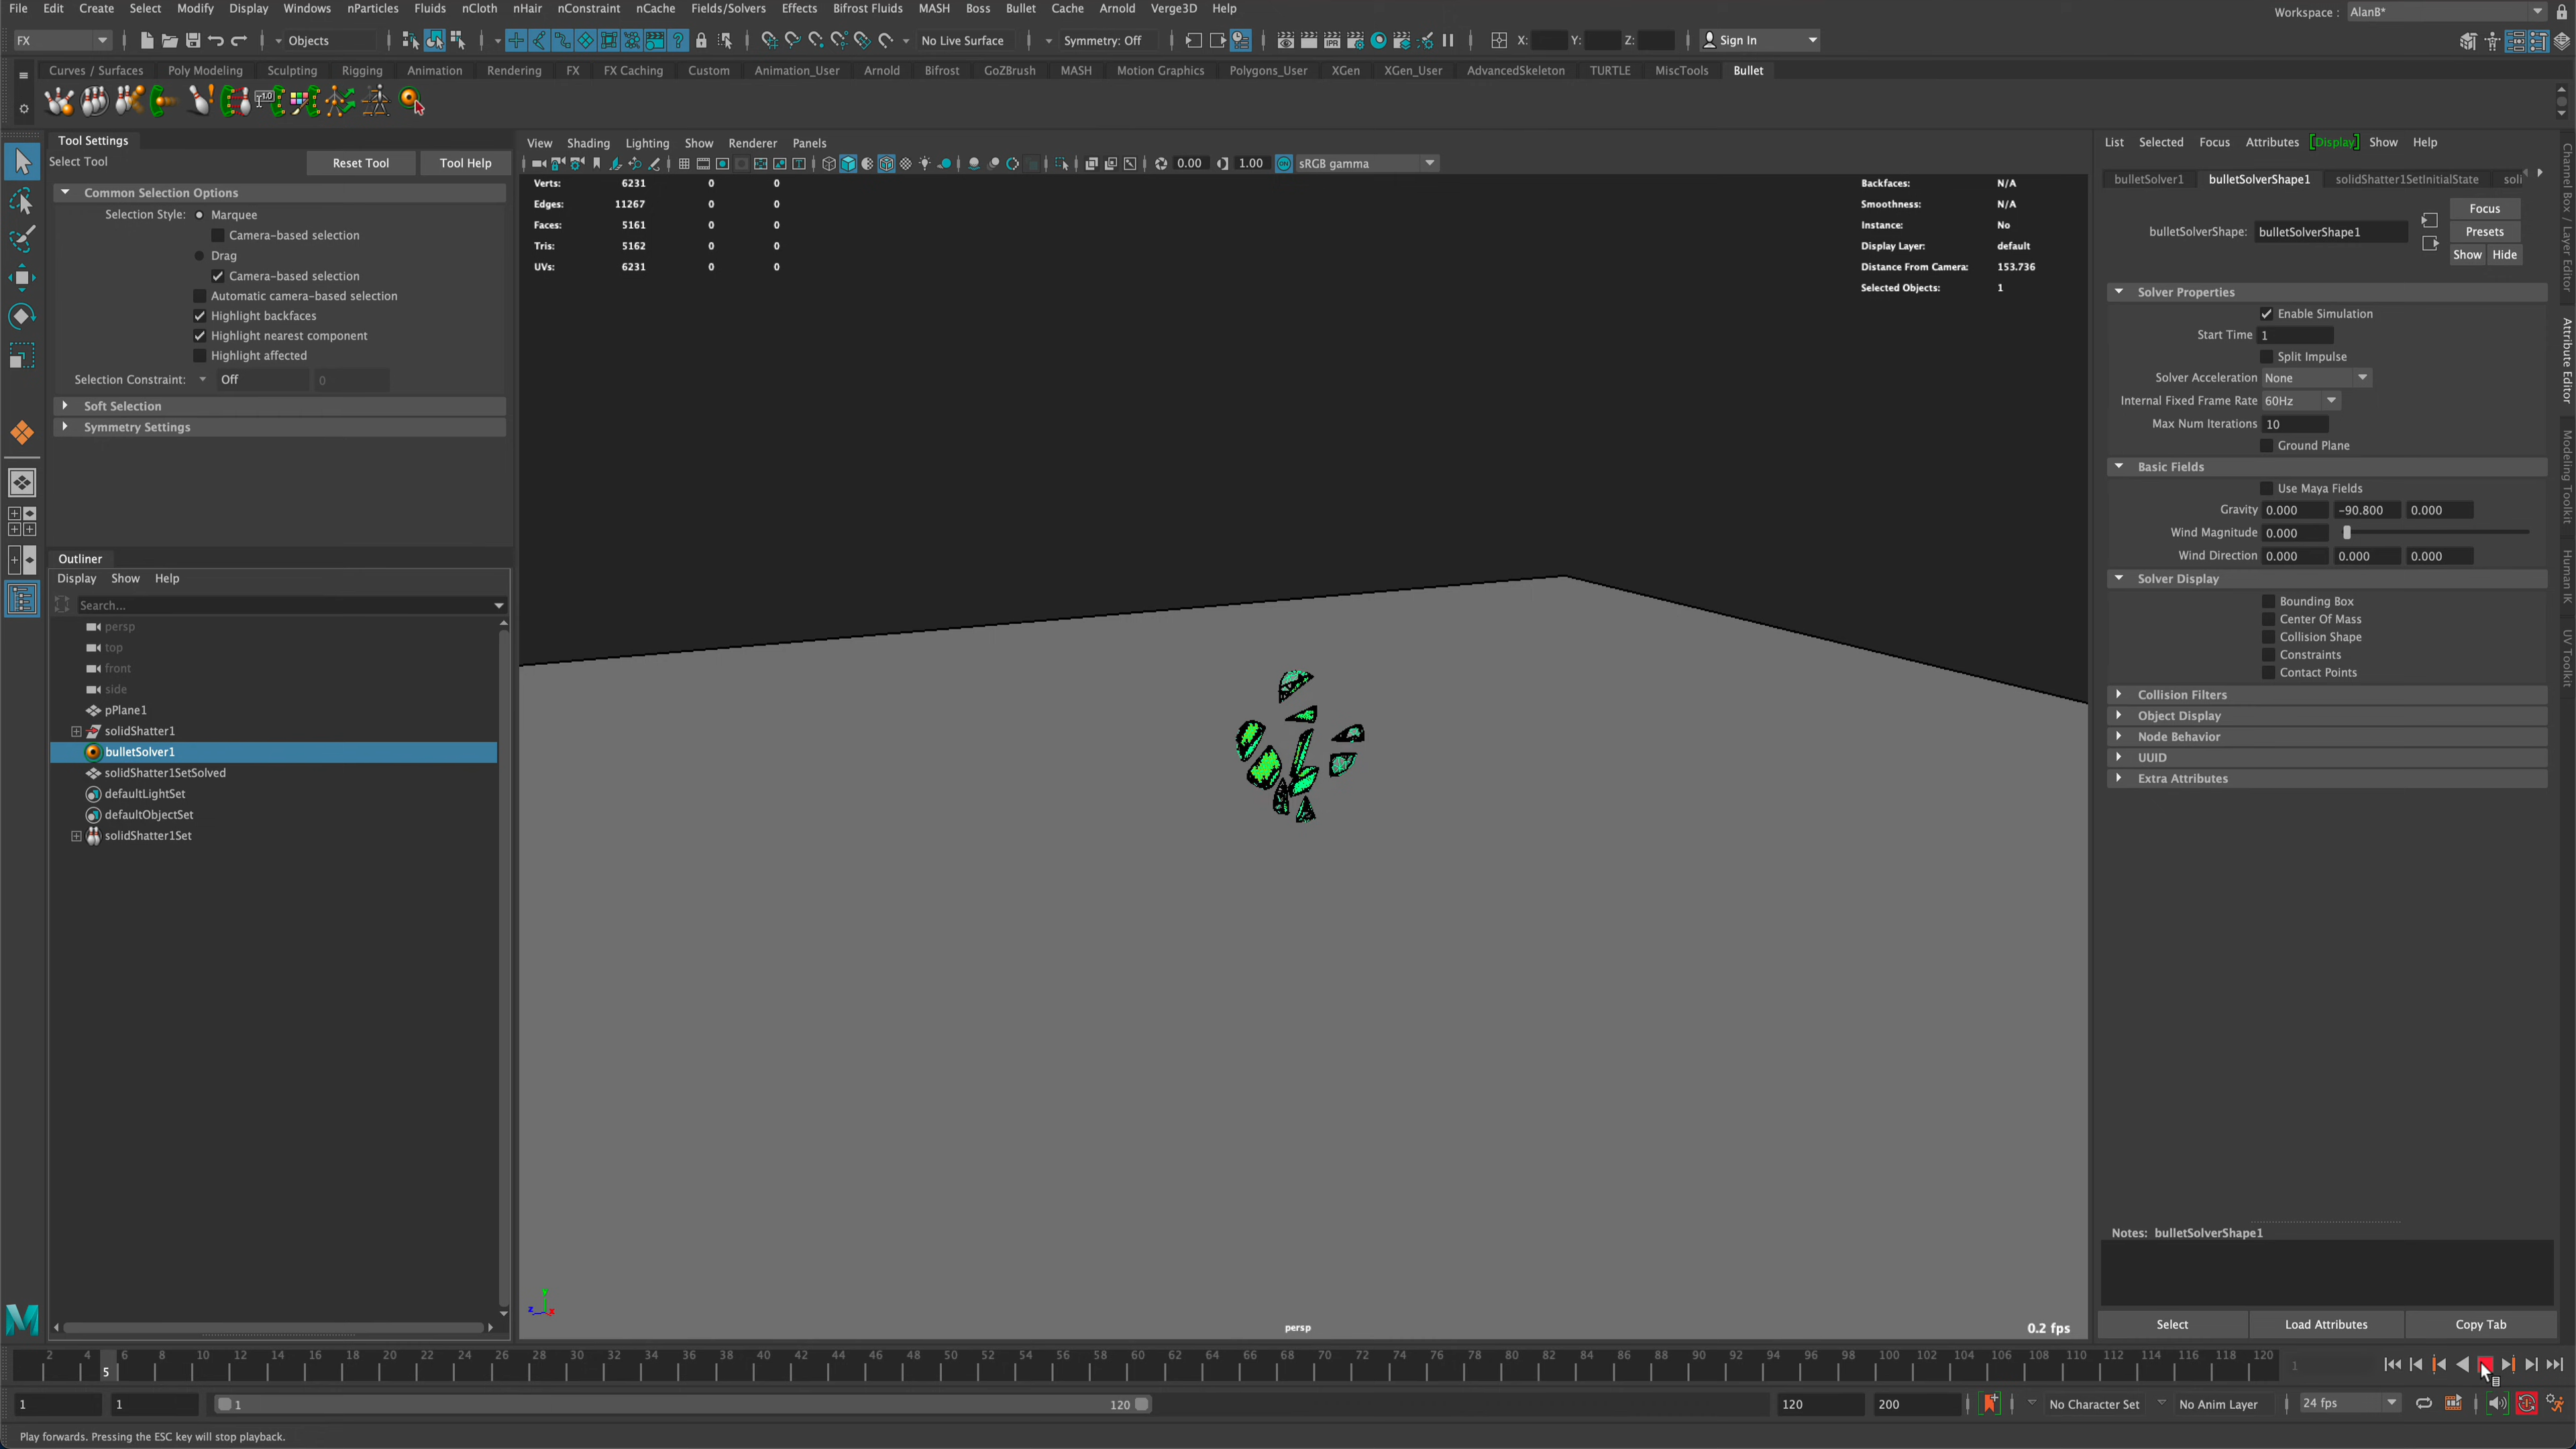 File Edit Create Select Modify Display Windows nParticles Fluids nCloth nHair nConstraint nCache Fields/Solvers Effects Bifrost Fluids MASH Boss Bullet Cache Arnold Verge3D Help
Workspace : AlanB*
FX Objects No Live Surface Symmetry: Off X: Y: Z: Sign In
Curves / Surfaces Poly Modeling Sculpting Rigging Animation Rendering FX FX Caching Custom Animation_User Arnold Bifrost GoZBrush MASH Motion Graphics Polygons_User XGen XGen_User AdvancedSkeleton TURTLE MiscTools Bullet
Tool Settings
Select Tool Reset Tool Tool Help
Common Selection Options
Selection Style: Marquee
Camera-based selection
Drag
Camera-based selection
Automatic camera-based selection
Highlight backfaces
Highlight nearest component
Highlight affected
Selection Constraint: Off 0
Soft Selection
Symmetry Settings
Outliner
Display Show Help
Search...
persp
top
front
side
pPlane1
solidShatter1
bulletSolver1
solidShatter1SetSolved
defaultLightSet
defaultObjectSet
solidShatter1Set
View Shading Lighting Show Renderer Panels
0.00 1.00 ON sRGB gamma
Verts: 6231 0 0
Edges: 11267 0 0
Faces: 5161 0 0
Tris: 5162 0 0
UVs: 6231 0 0
Backfaces: N/A
Smoothness: N/A
Instance: No
Display Layer: default
Distance From Camera: 153.736
Selected Objects: 1
y
z x
persp
0.2 fps
List Selected Focus Attributes [Display] Show Help
bulletSolver1 bulletSolverShape1 solidShatter1SetInitialState soli
bulletSolverShape: bulletSolverShape1
Focus
Presets
Show Hide
Solver Properties
Enable Simulation
Start Time 1
Split Impulse
Solver Acceleration None
Internal Fixed Frame Rate 60Hz
Max Num Iterations 10
Ground Plane
Basic Fields
Use Maya Fields
Gravity 0.000 -90.800 0.000
Wind Magnitude 0.000
Wind Direction 0.000 0.000 0.000
Solver Display
Bounding Box
Center Of Mass
Collision Shape
Constraints
Contact Points
Collision Filters
Object Display
Node Behavior
UUID
Extra Attributes
Notes: bulletSolverShape1
Select Load Attributes Copy Tab
Channel Box / Layer Editor
Attribute Editor
Modeling Toolkit
Human IK
UV Toolkit
2 4 6 8 10 12 14 16 18 20 22 24 26 28 30 32 34 36 38 40 42 44 46 48 50 52 54 56 58 60 62 64 66 68 70 72 74 76 78 80 82 84 86 88 90 92 94 96 98 100 102 104 106 108 110 112 114 116 118 120
5
1
1 1 1 120 120 200 No Character Set No Anim Layer 24 fps
Play forwards. Pressing the ESC key will stop playback.